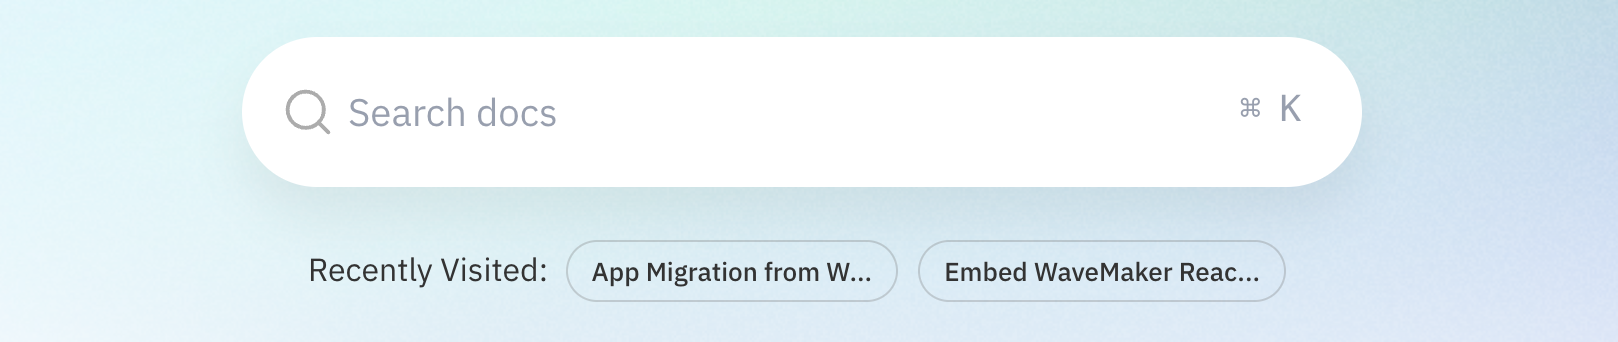 Search docs ⌘ K
Recently Visited: App Migration from W... Embed WaveMaker Reac...